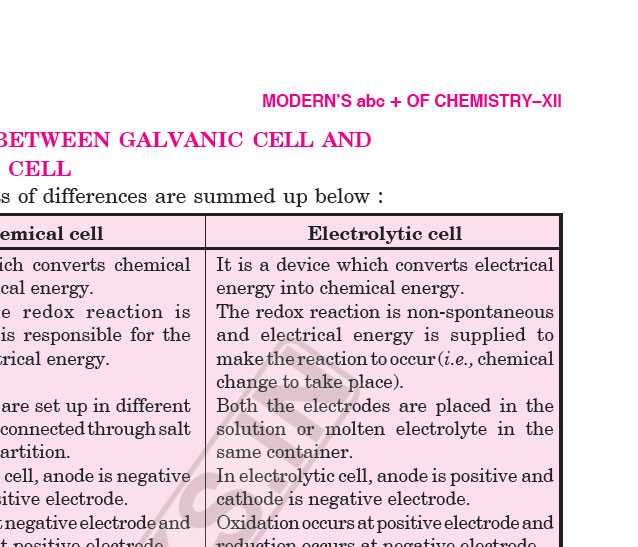 MODERN'S abc + OF CHEMISTRY–XII
BETWEEN GALVANIC CELL AND
CELL
of differences are summed up below :
cell
Electrolytic cell
converts chemical
energy.
redox reaction is
is responsible for the
energy.
are set up in different
connected through salt
cell, anode is negative
electrode.
negative electrode and
positive electrode
It is a device which converts electrical
energy into chemical energy.
The redox reaction is non-spontaneous
and electrical energy is supplied to
make the reaction to occur (i.e., chemical
change to take place).
Both the electrodes are placed in the
solution or molten electrolyte in the
same container.
In electrolytic cell, anode is positive and
cathode is negative electrode.
Oxidation occurs at positive electrode and
reduction occurs at negative electrode.
S.IN